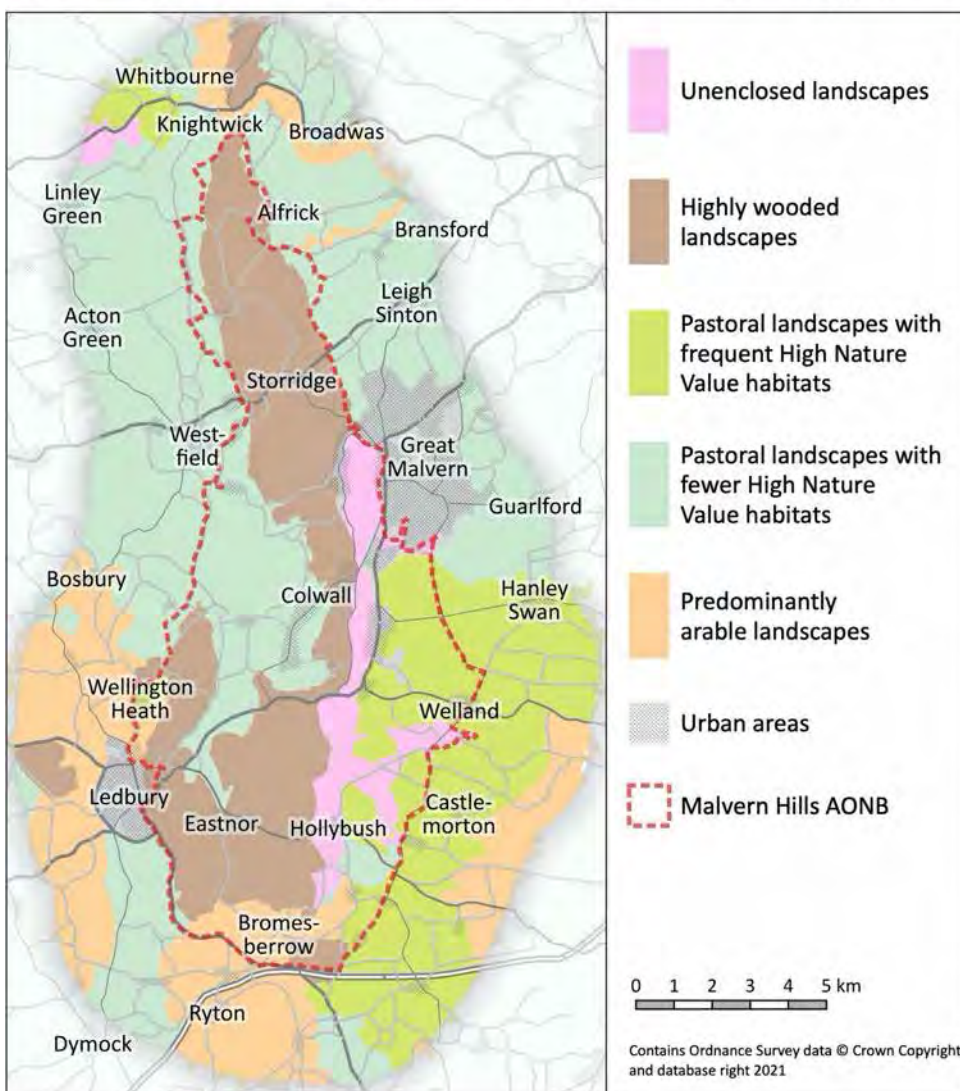 Whitbourne
Knightwick
Broadwas
Linley
Green
Alfrick
Bransford
Acton
Green
Leigh
Sinton
Storridge
West-
field
Great
Malvern
Guarlford
Bosbury
Colwall
Hanley
Swan
Wellington
Heath
Welland
Ledbury
Eastnor
Hollybush
Castle-
morton
Bromes-
berrow
Ryton
Dymock
Unenclosed landscapes
Highly wooded
landscapes
Pastoral landscapes with
frequent High Nature
Value habitats
Pastoral landscapes with
fewer High Nature
Value habitats
Predominantly
arable landscapes
Urban areas
Malvern Hills AONB
0 1 2 3 4 5 km
Contains Ordnance Survey data © Crown Copyright
and database right 2021